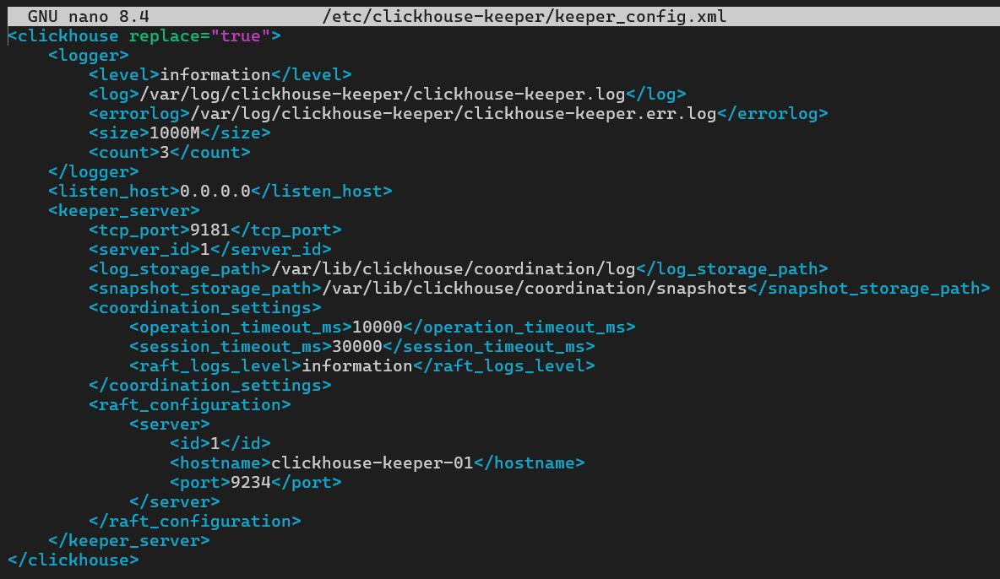 GNU nano 8.4 /etc/clickhouse-keeper/keeper_config.xml
<clickhouse replace="true">
    <logger>
        <level>information</level>
        <log>/var/log/clickhouse-keeper/clickhouse-keeper.log</log>
        <errorlog>/var/log/clickhouse-keeper/clickhouse-keeper.err.log</errorlog>
        <size>1000M</size>
        <count>3</count>
    </logger>
    <listen_host>0.0.0.0</listen_host>
    <keeper_server>
        <tcp_port>9181</tcp_port>
        <server_id>1</server_id>
        <log_storage_path>/var/lib/clickhouse/coordination/log</log_storage_path>
        <snapshot_storage_path>/var/lib/clickhouse/coordination/snapshots</snapshot_storage_path>
        <coordination_settings>
            <operation_timeout_ms>10000</operation_timeout_ms>
            <session_timeout_ms>30000</session_timeout_ms>
            <raft_logs_level>information</raft_logs_level>
        </coordination_settings>
        <raft_configuration>
            <server>
                <id>1</id>
                <hostname>clickhouse-keeper-01</hostname>
                <port>9234</port>
            </server>
        </raft_configuration>
    </keeper_server>
</clickhouse>